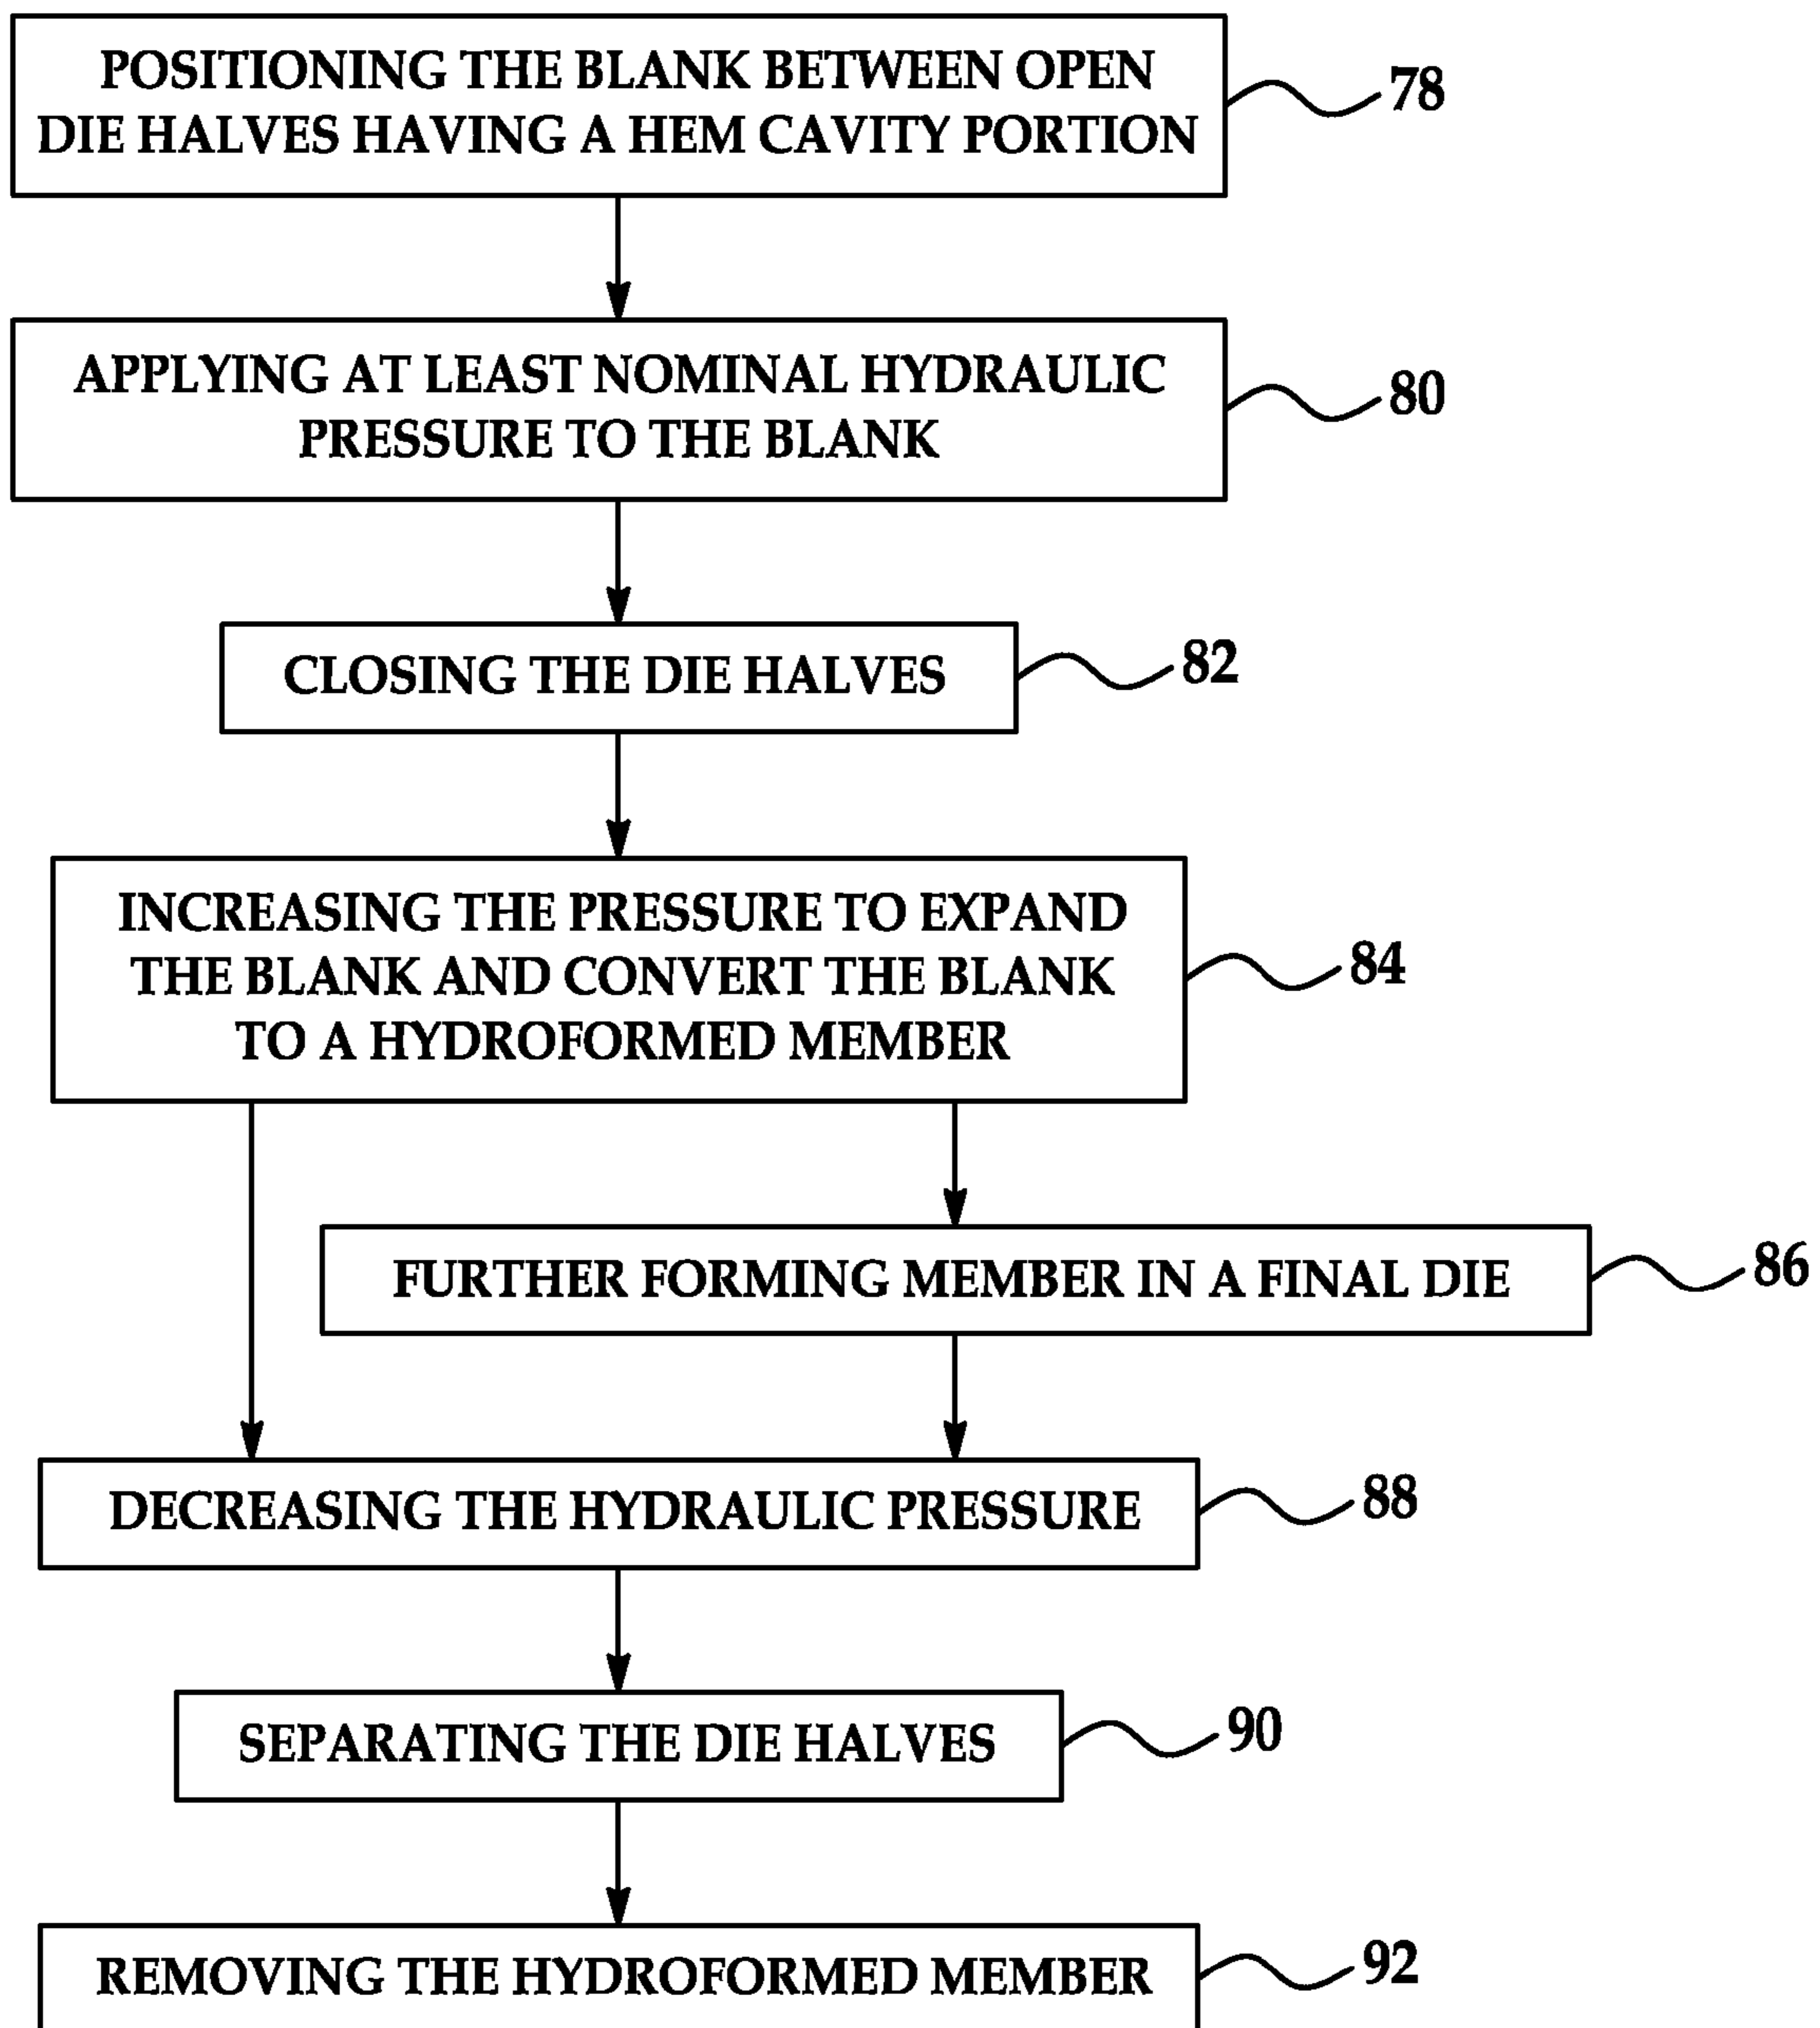 POSITIONING THE BLANK BETWEEN OPEN
DIE HALVES HAVING A HEM CAVITY PORTION
78
APPLYING AT LEAST NOMINAL HYDRAULIC
PRESSURE TO THE BLANK
80
CLOSING THE DIE HALVES
82
INCREASING THE PRESSURE TO EXPAND
THE BLANK AND CONVERT THE BLANK
TO A HYDROFORMED MEMBER
84
FURTHER FORMING MEMBER IN A FINAL DIE
86
DECREASING THE HYDRAULIC PRESSURE
88
SEPARATING THE DIE HALVES
90
REMOVING THE HYDROFORMED MEMBER
92